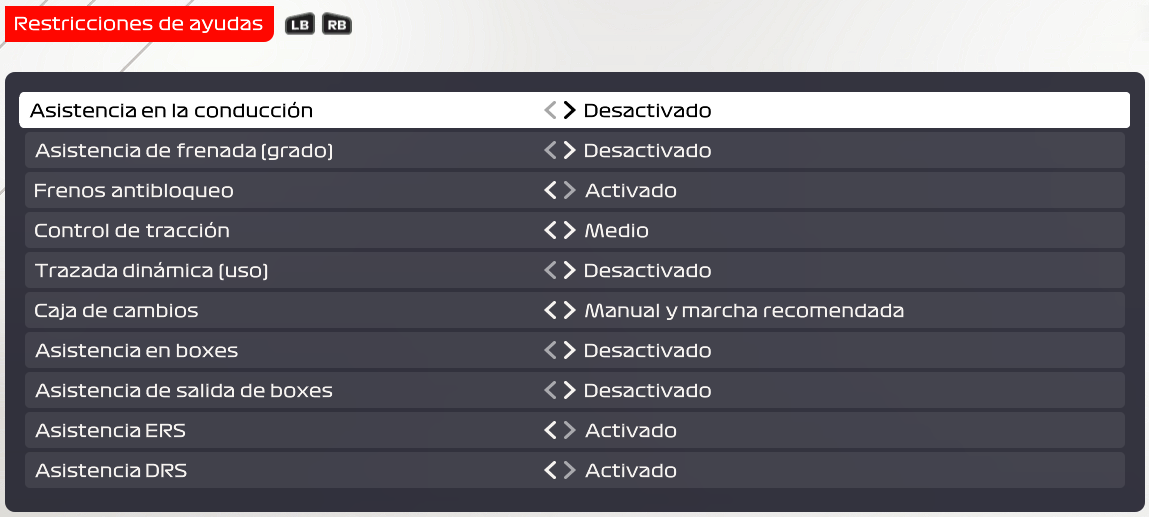 Restricciones de ayudas LB RB
Asistencia en la conducción Desactivado
Asistencia de frenada (grado) Desactivado
Frenos antibloqueo Activado
Control de tracción Medio
Trazada dinámica (uso) Desactivado
Caja de cambios Manual y marcha recomendada
Asistencia en boxes Desactivado
Asistencia de salida de boxes Desactivado
Asistencia ERS Activado
Asistencia DRS Activado